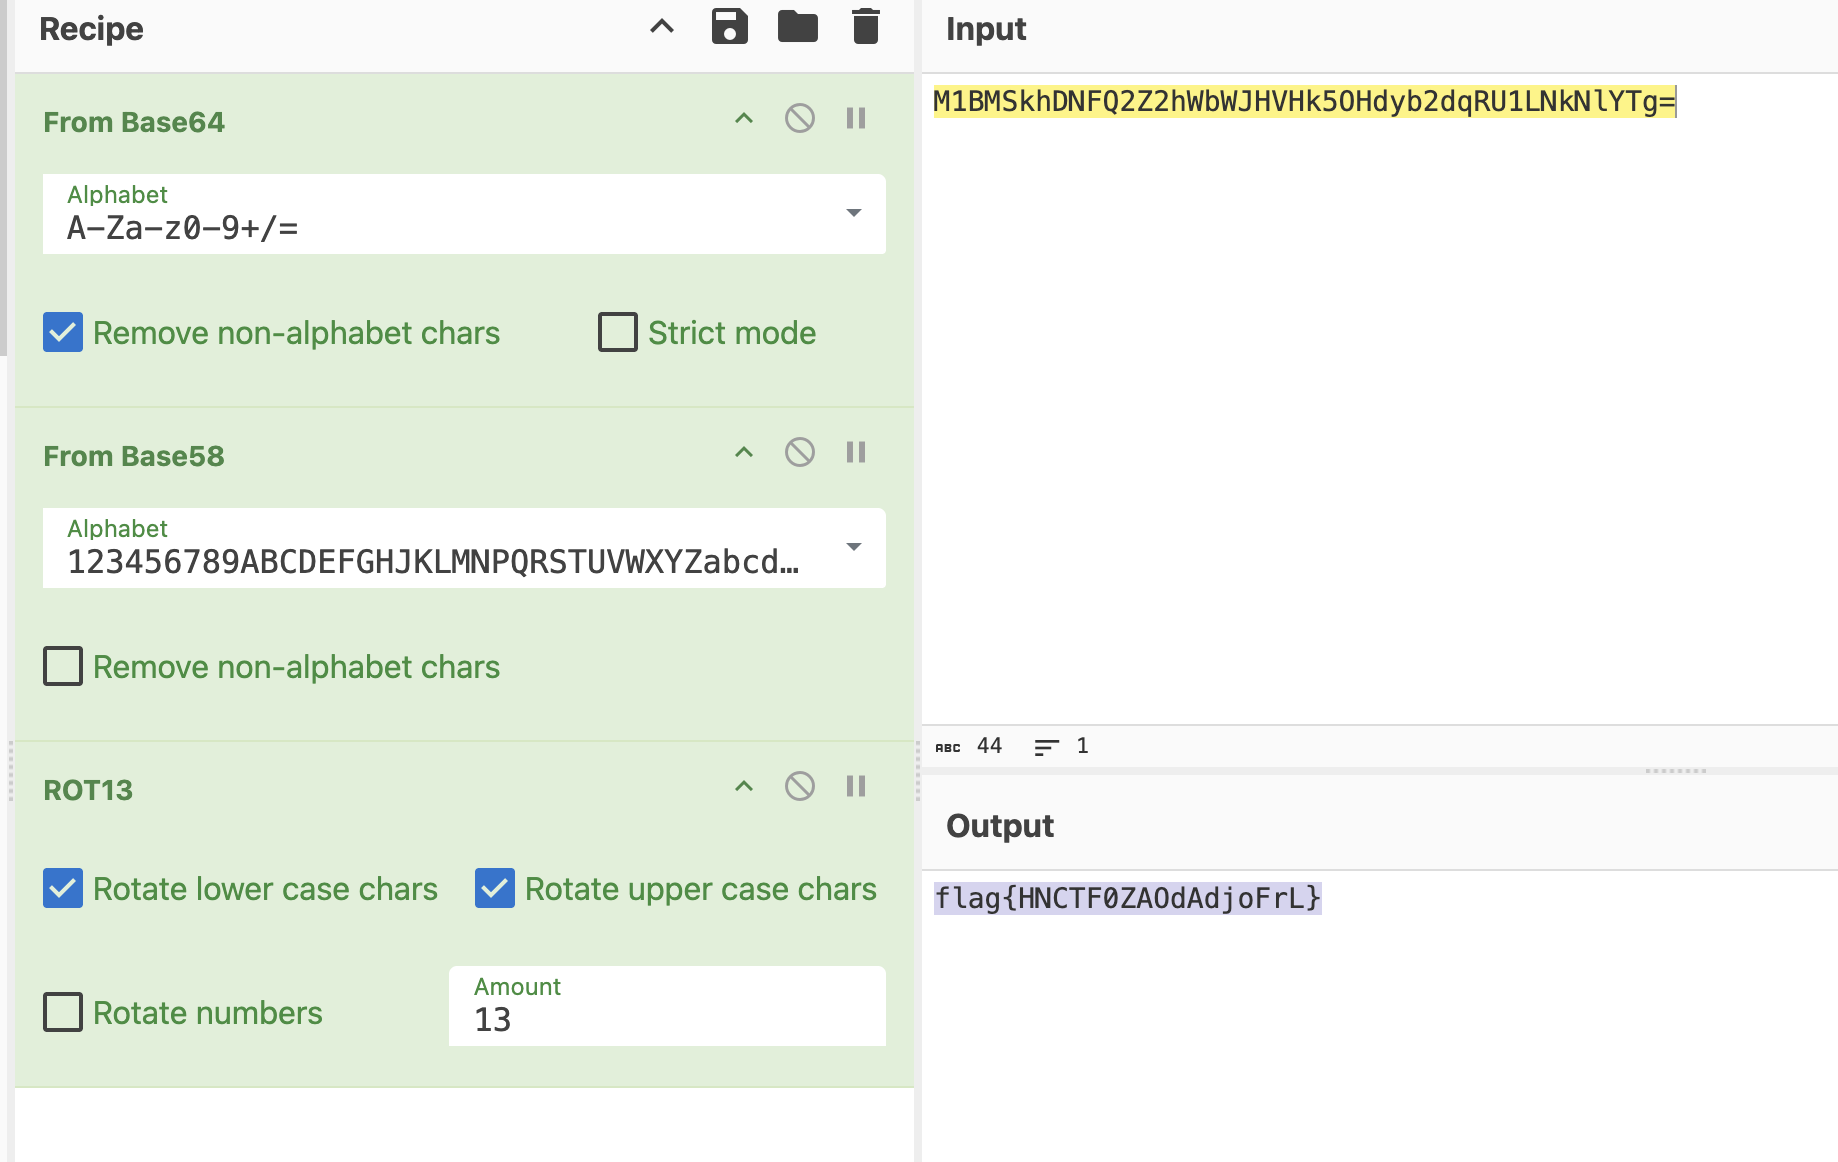 Recipe
From Base64
Alphabet
A-Za-z0-9+/=
Remove non-alphabet chars
Strict mode
From Base58
Alphabet
123456789ABCDEFGHJKLMNPQRSTUVWXYZabcd…
Remove non-alphabet chars
ROT13
Rotate lower case chars
Rotate upper case chars
Rotate numbers
Amount
13
Input
M1BMSkhDNFQ2Z2hWbWJHVHk5OHdyb2dqRU1LNkNlYTg=
ABC 44 1
Output
flag{HNCTF0ZAOdAdjoFrL}